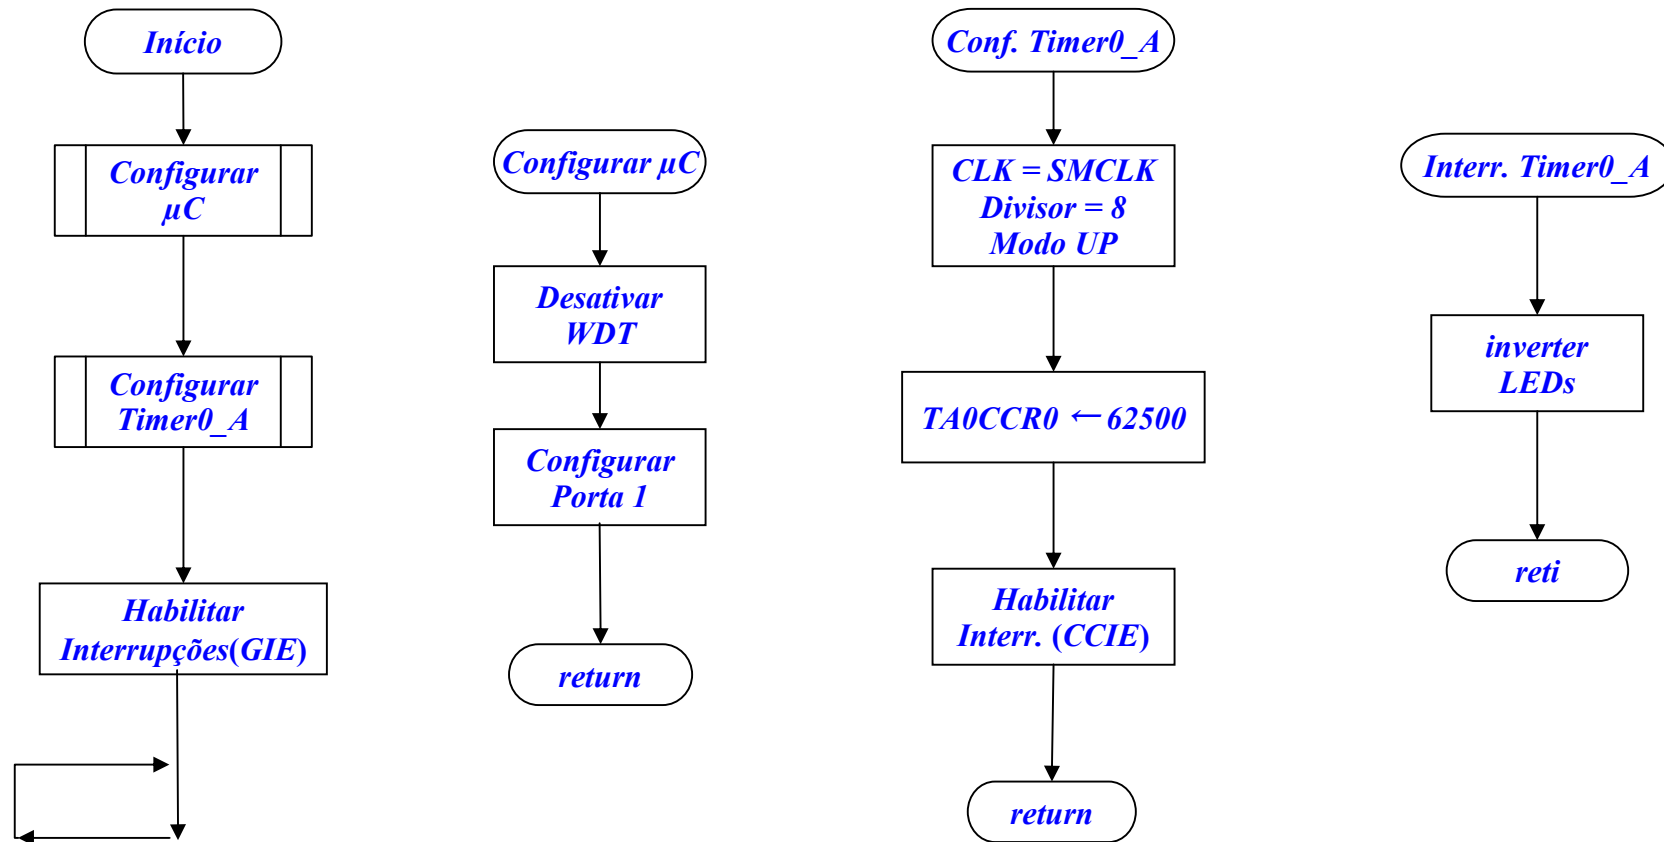 Início
Configurar
µC
Configurar
Timer0_A
Habilitar
Interrupções(GIE)
Configurar µC
Desativar
WDT
Configurar
Porta 1
return
Conf. Timer0_A
CLK = SMCLK
Divisor = 8
Modo UP
TA0CCR0 ← 62500
Habilitar
Interr. (CCIE)
return
Interr. Timer0_A
inverter
LEDs
reti